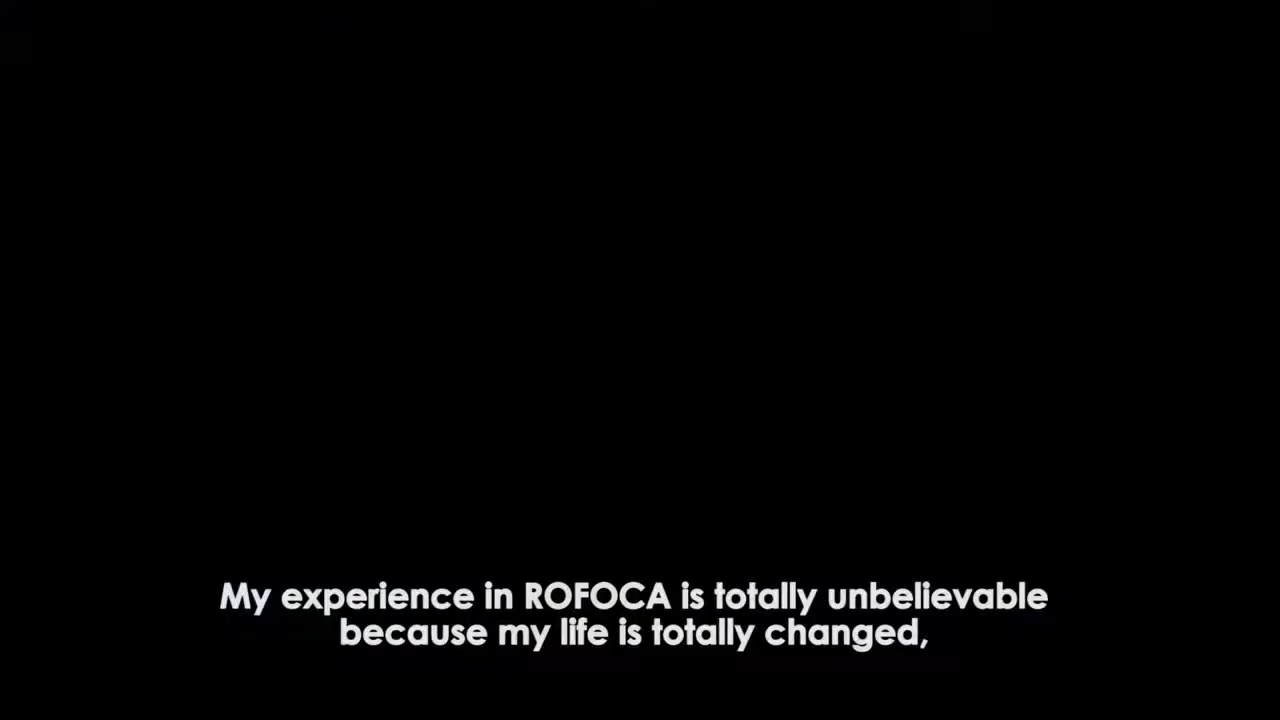 My experience in ROFOCA is totally unbelievable
because my life is totally changed,